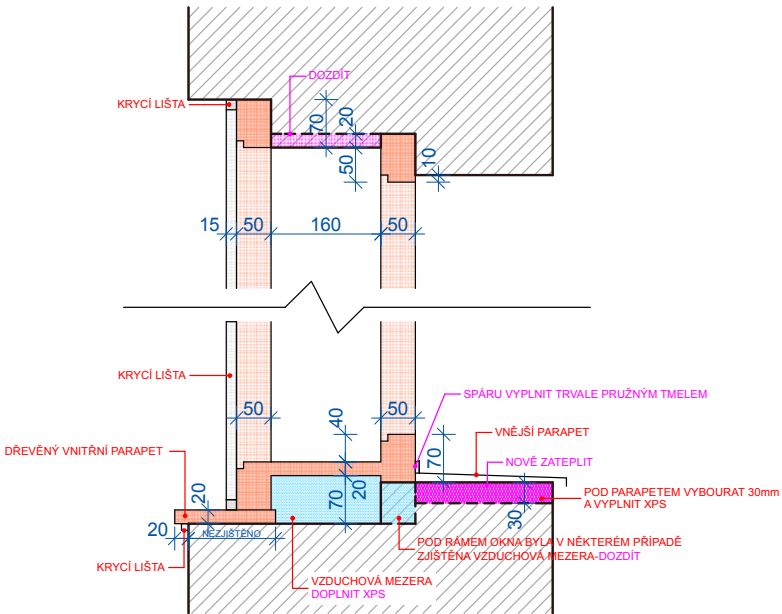 DOZDÍT
KRYCÍ LIŠTA
70
20
50
10
15
50
160
50
KRYCÍ LIŠTA
SPÁRU VYPLNIT TRVALE PRUŽNÝM TMELEM
50
50
40
VNĚJŠÍ PARAPET
DŘEVĚNÝ VNITŘNÍ PARAPET
70
NOVĚ ZATEPLIT
20
70
20
POD PARAPETEM VYBOURAT 30mm
A VYPLNIT XPS
30
20
NEZJIŠTĚNO
POD RÁMEM OKNA BYLA V NĚKTERÉM PŘÍPADĚ
ZJIŠTĚNA VZDUCHOVÁ MEZERA-DOZDÍT
KRYCÍ LIŠTA
VZDUCHOVÁ MEZERA
DOPLNIT XPS